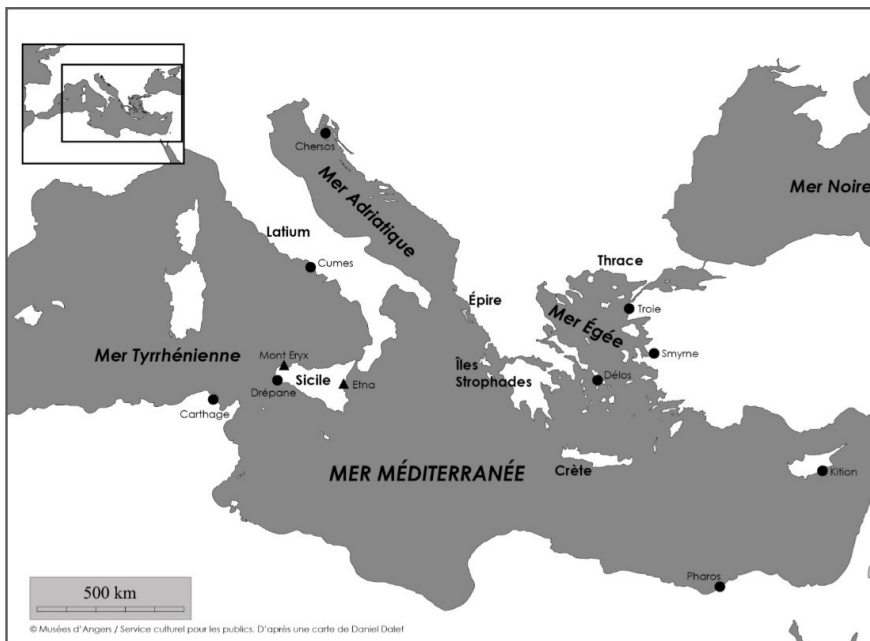 Chersos
Mer Adriatique
Mer Noire
Latium
Cumes
Thrace
Épire
Troie
Mer Égée
Mer Tyrrhénienne
Mont Eryx
Sicile
Îles
Strophades
Smyrne
Drépane
Etna
Délos
Carthage
MER MÉDITERRANÉE
Crète
Kition
Pharos
500 km
© Musées d'Angers / Service culturel pour les publics. D'après une carte de Daniel Dalet